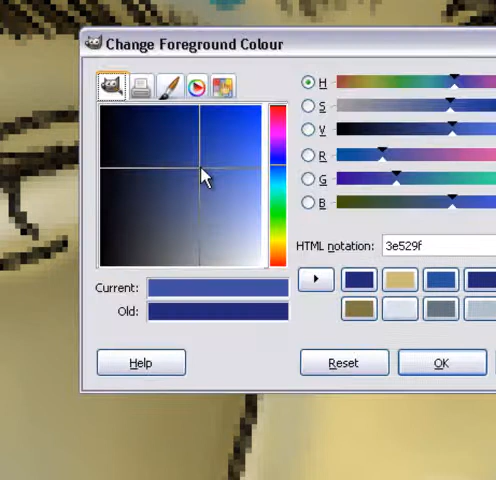 Change Foreground Colour
H
S
V
R
G
B
HTML notation: 3e529f
Current:
Old:
Help
Reset
OK